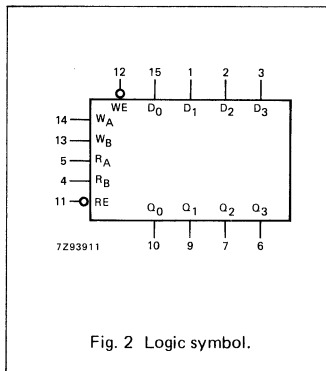 12 15 1 2 3
WE D0 D1 D2 D3
14 WA
13 WB
5 RA
4 RB
11 RE
Q0 Q1 Q2 Q3
7Z93911
10 9 7 6
Fig. 2 Logic symbol.